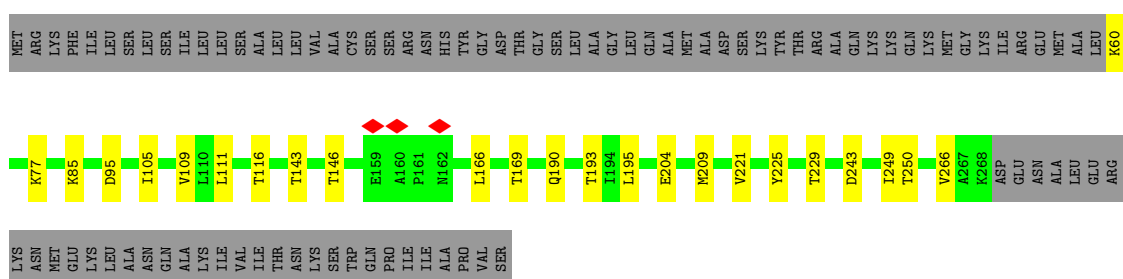 MET ARG LYS PHE ILE LEU SER LEU SER ILE LEU LEU SER ALA LEU LEU VAL ALA CYS SER SER ARG ASN HIS TYR GLY ASP THR GLY SER LEU ALA GLY LEU GLN ALA MET ALA ASP SER LYS TYR THR ARG ALA GLN LYS LYS GLN LYS MET GLY LYS ILE ARG GLU MET ALA LEU K60
K77 K85 D95 I105 V109 L110 L111 T116 T143 T146 E159 A160 P161 N162 L166 T169 Q190 T193 I194 L195 E204 M209 V221 Y225 T229 D243 I249 T250 V266 A267 K268 ASP GLU ASN ALA LEU GLU ARG
LYS ASN MET GLU LYS LEU ALA ASN GLN ALA LYS ILE VAL ILE THR ASN LYS SER TRP GLN PRO ILE ILE ALA PRO VAL SER